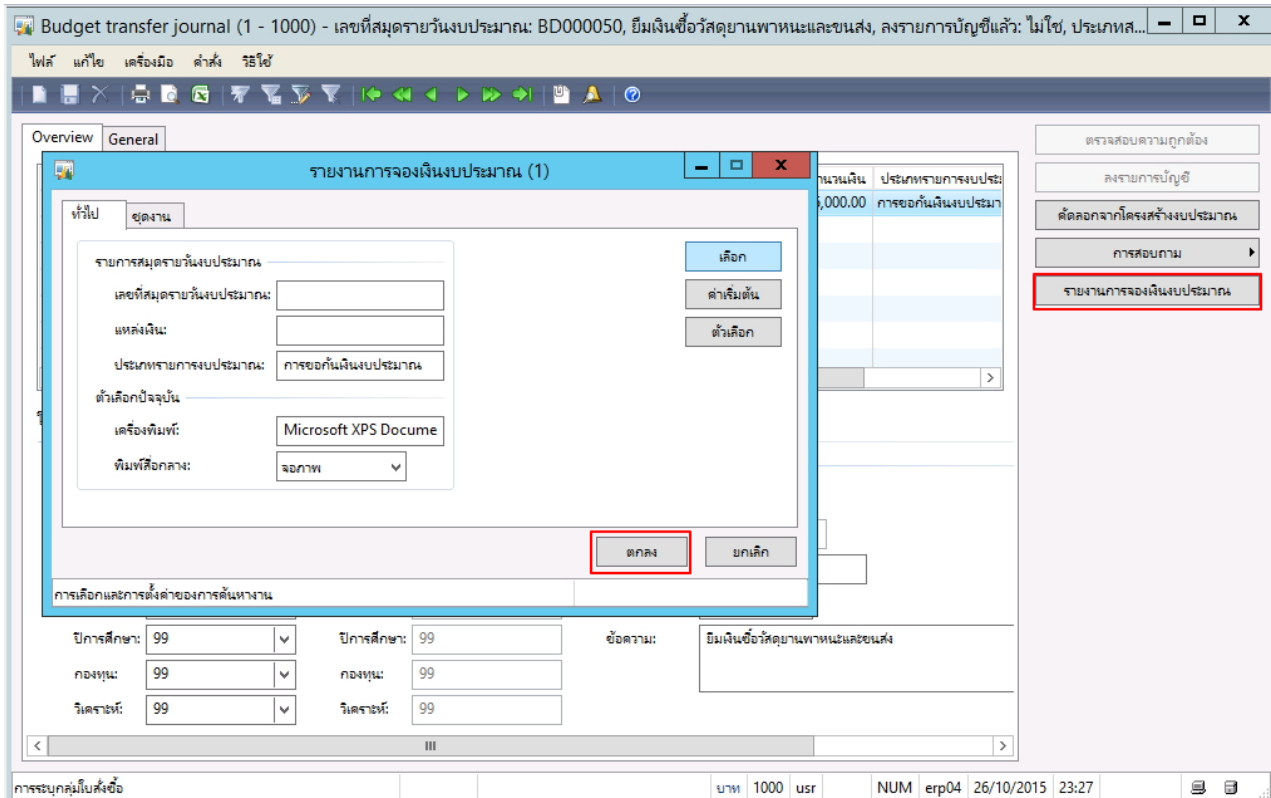 Budget transfer journal (1 - 1000) - เลขที่สมุดรายวันงบประมาณ: BD000050, ยืมเงินซื้อวัสดุยานพาหนะและขนส่ง, ลงรายการบัญชีแล้ว: ไม่ใช่, ประเภทส...
ไฟล์ แก้ไข เครื่องมือ คำสั่ง วิธีใช้
Overview General
ตรวจสอบความถูกต้อง
ลงรายการบัญชี
คัดลอกจากโครงสร้างงบประมาณ
การสอบถาม
รายงานการจองเงินงบประมาณ
านวนเงิน ประเภทรายการงบประ
,000.00 การขอกันเงินงบประมา
รายงานการจองเงินงบประมาณ (1)
ทั่วไป ชุดงาน
รายการสมุดรายวันงบประมาณ
เลขที่สมุดรายวันงบประมาณ:
แหล่งเงิน:
ประเภทรายการงบประมาณ: การขอกันเงินงบประมาณ
ตัวเลือกปัจจุบัน
เครื่องพิมพ์: Microsoft XPS Docume
พิมพ์สื่อกลาง: จอภาพ
เลือก
ค่าเริ่มต้น
ตัวเลือก
ตกลง ยกเลิก
การเลือกและการตั้งค่าของการค้นหางาน
ปีการศึกษา: 99 ปีการศึกษา: 99 ข้อความ: ยืมเงินซื้อวัสดุยานพาหนะและขนส่ง
กองทุน: 99 กองทุน: 99
วิเคราะห์: 99 วิเคราะห์: 99
การระบุกลุ่มใบสั่งซื้อ บาท 1000 usr NUM erp04 26/10/2015 23:27